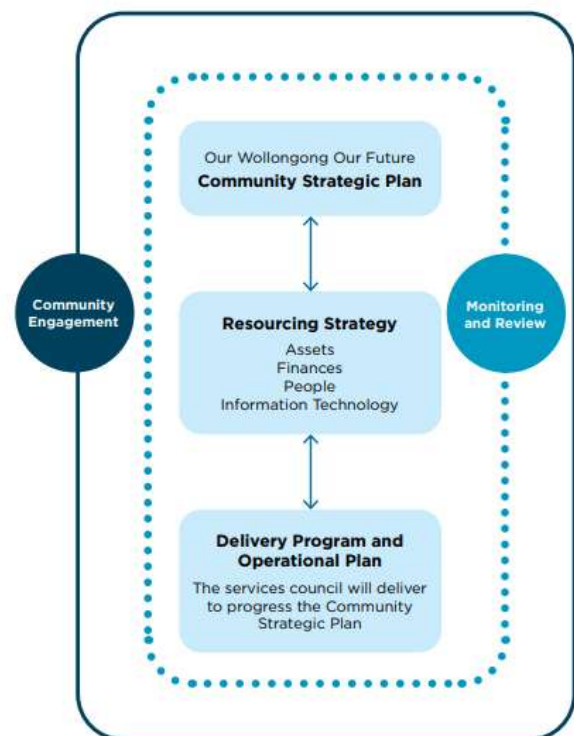 Our Wollongong Our Future
Community Strategic Plan
Community
Engagement
Monitoring
and Review
Resourcing Strategy
Assets
Finances
People
Information Technology
Delivery Program and
Operational Plan
The services council will deliver
to progress the Community
Strategic Plan